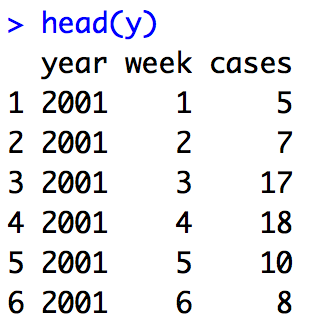 > head(y)
  year week cases
1 2001    1     5
2 2001    2     7
3 2001    3    17
4 2001    4    18
5 2001    5    10
6 2001    6     8